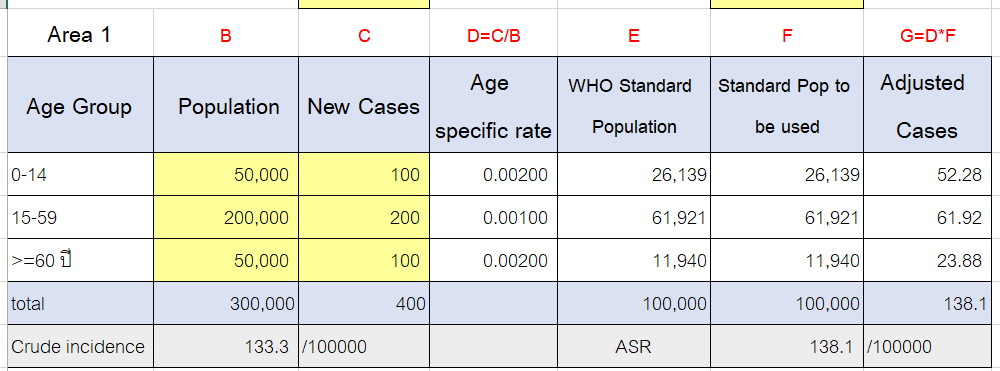 Area 1 B C D=C/B E F G=D*F
Age Group Population New Cases Age specific rate WHO Standard Population Standard Pop to be used Adjusted Cases
0-14 50,000 100 0.00200 26,139 26,139 52.28
15-59 200,000 200 0.00100 61,921 61,921 61.92
>=60 ปี 50,000 100 0.00200 11,940 11,940 23.88
total 300,000 400 100,000 100,000 138.1
Crude incidence 133.3 /100000 ASR 138.1 /100000